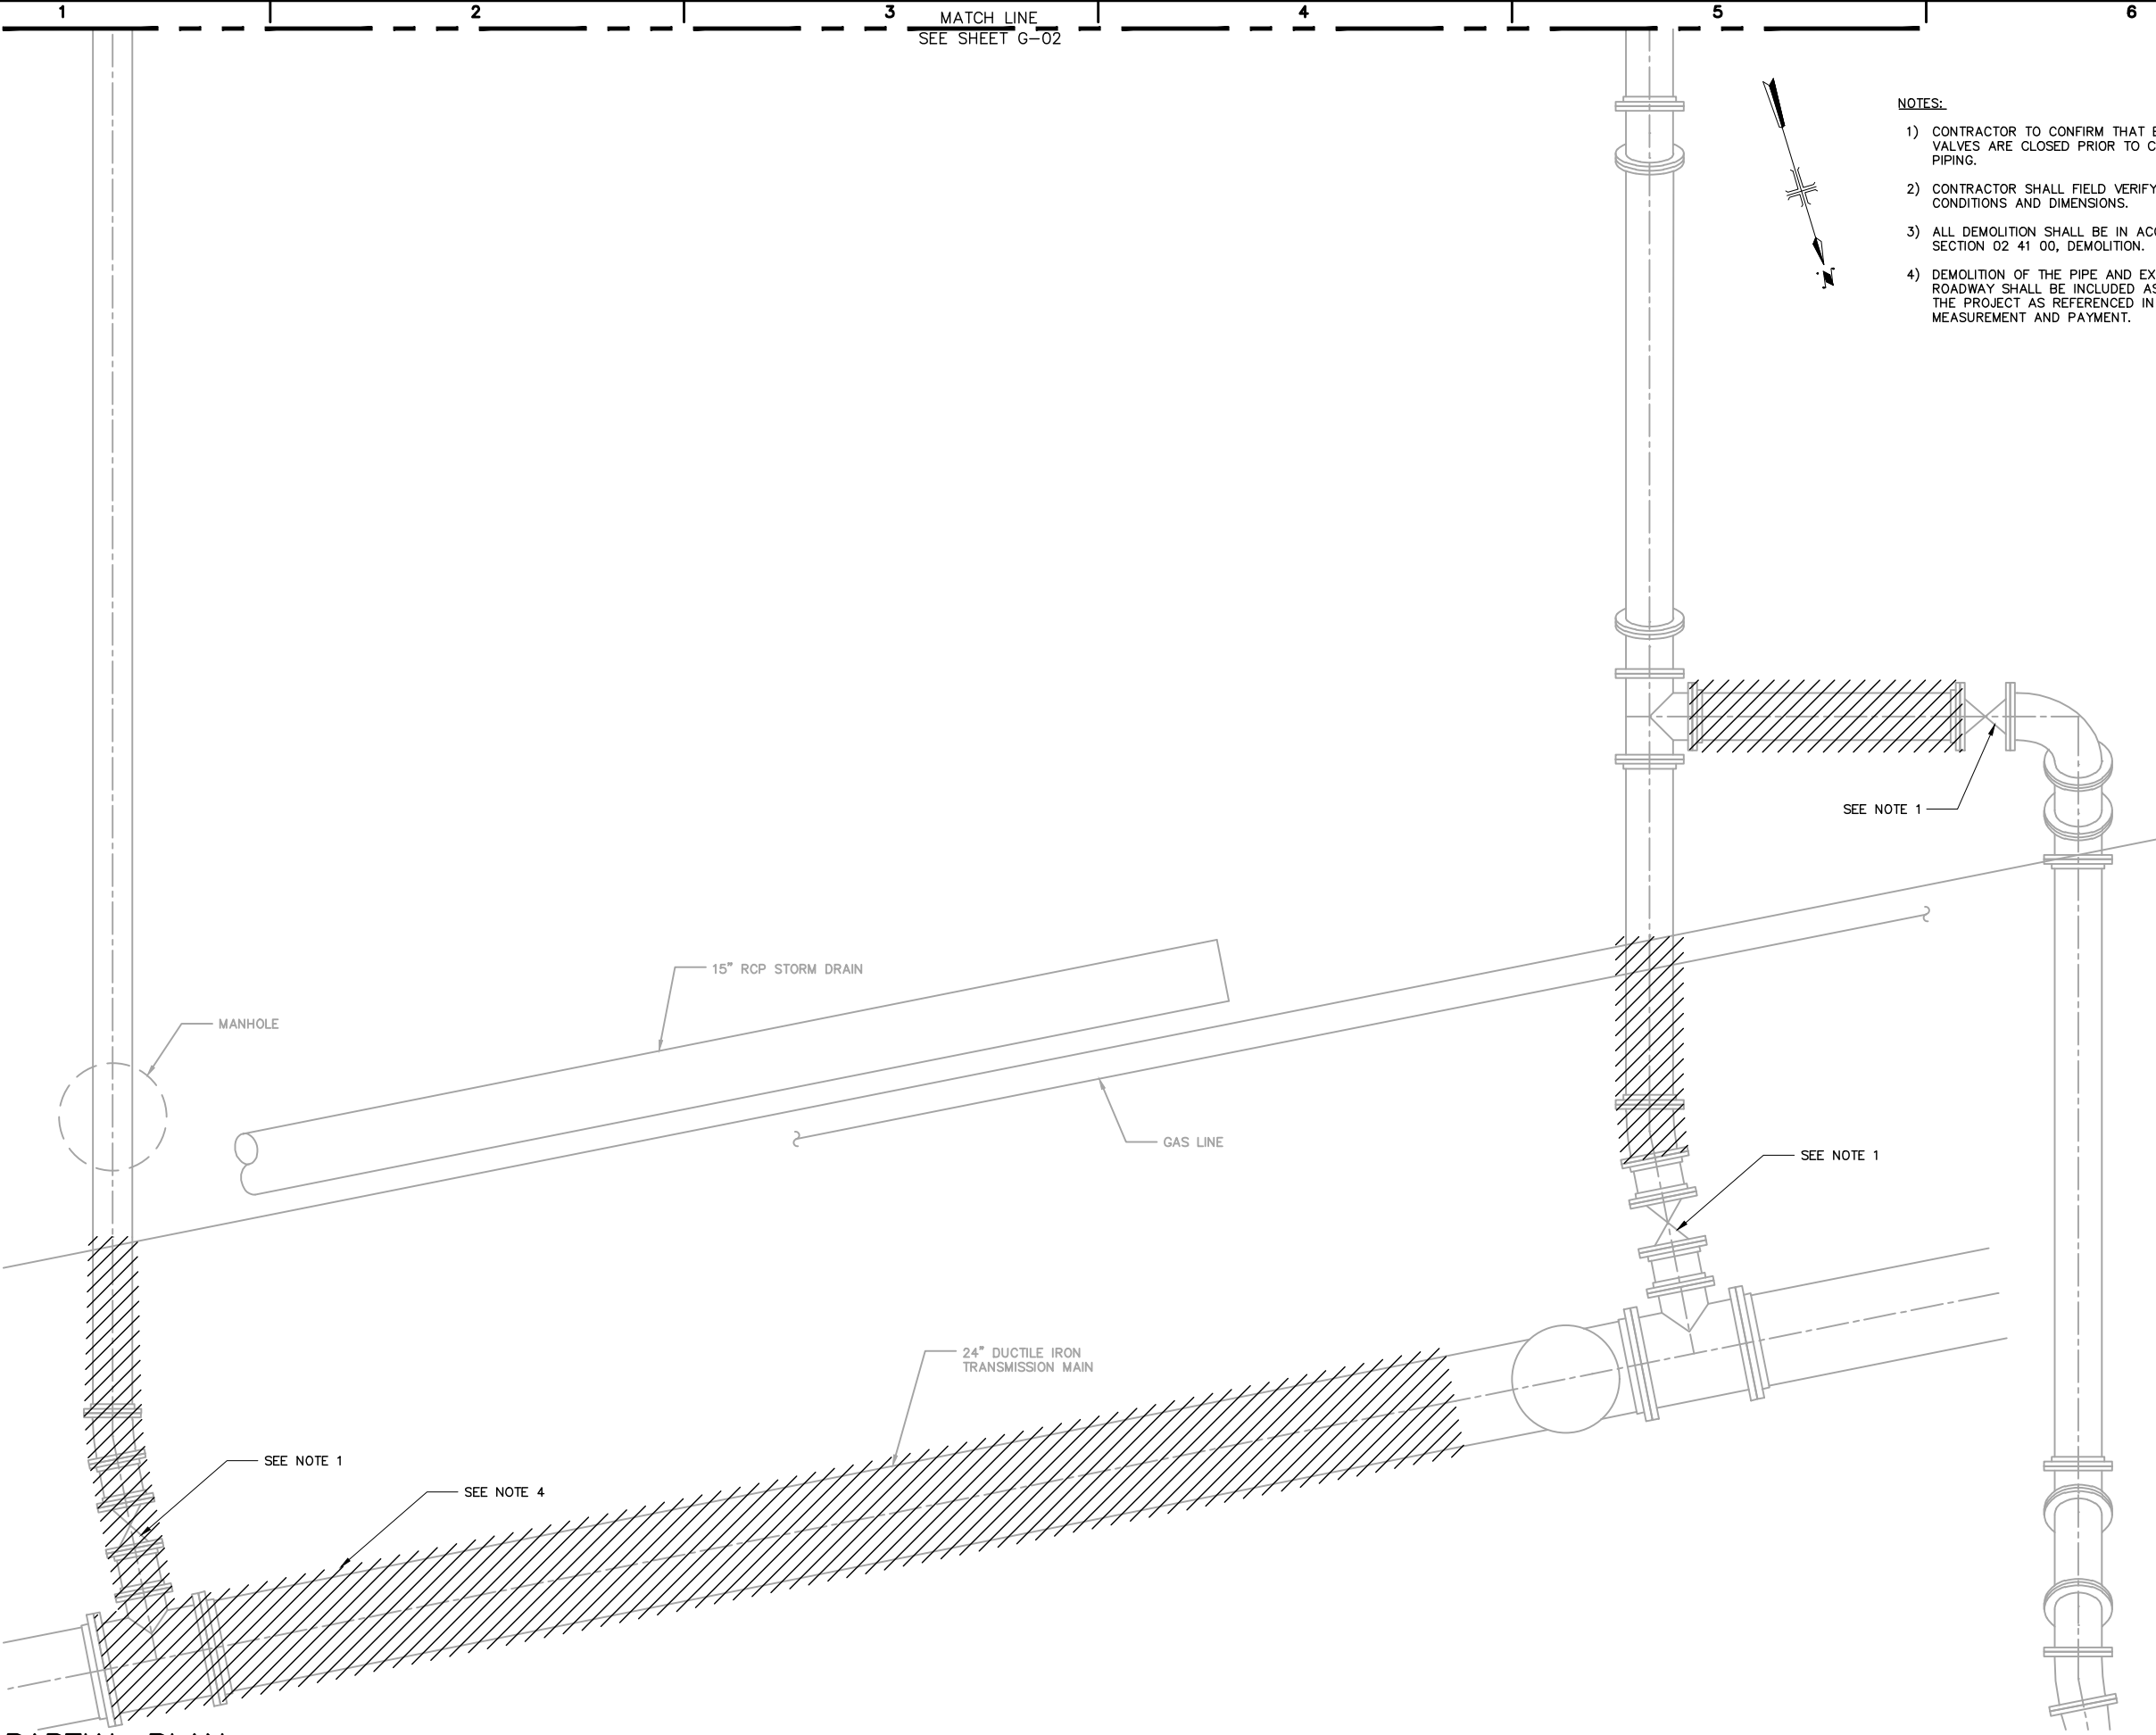 1 2 3 4 5 6
MATCH LINE
SEE SHEET G-02
NOTES:
1) CONTRACTOR TO CONFIRM THAT
VALVES ARE CLOSED PRIOR TO
PIPING.
2) CONTRACTOR SHALL FIELD VERIFY
CONDITIONS AND DIMENSIONS.
3) ALL DEMOLITION SHALL BE IN
SECTION 02 41 00, DEMOLITION.
4) DEMOLITION OF THE PIPE AND
ROADWAY SHALL BE INCLUDED
THE PROJECT AS REFERENCED IN
MEASUREMENT AND PAYMENT.
N
SEE NOTE 1
15" RCP STORM DRAIN
MANHOLE
GAS LINE
SEE NOTE 1
24" DUCTILE IRON
TRANSMISSION MAIN
SEE NOTE 1
SEE NOTE 4